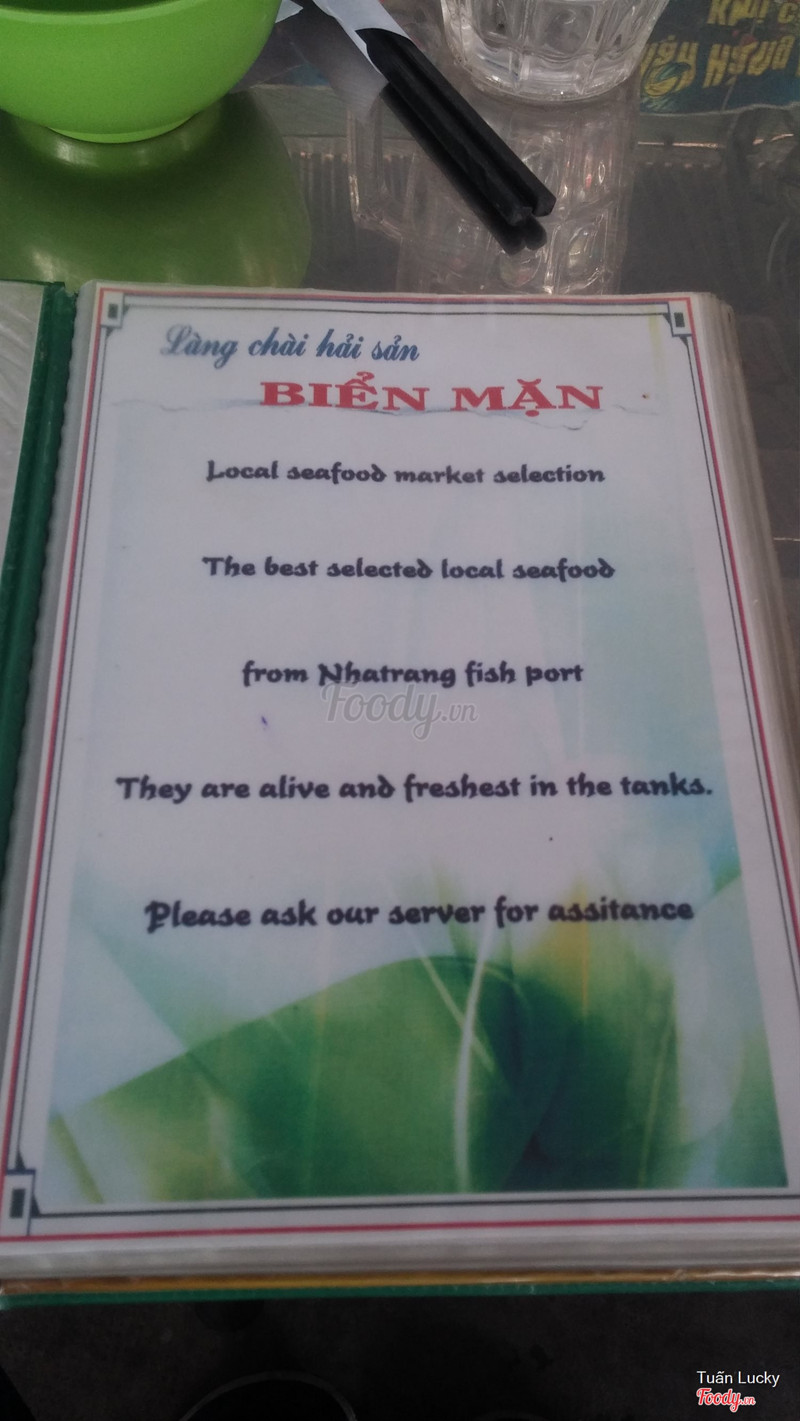 Làng chài hải sản
BIỂN MẶN
Local seafood market selection
The best selected local seafood
from Nhatrang fish port
Foody.vn
They are alive and freshest in the tanks.
Please ask our server for assitance
Tuấn Lucky
Foody.vn